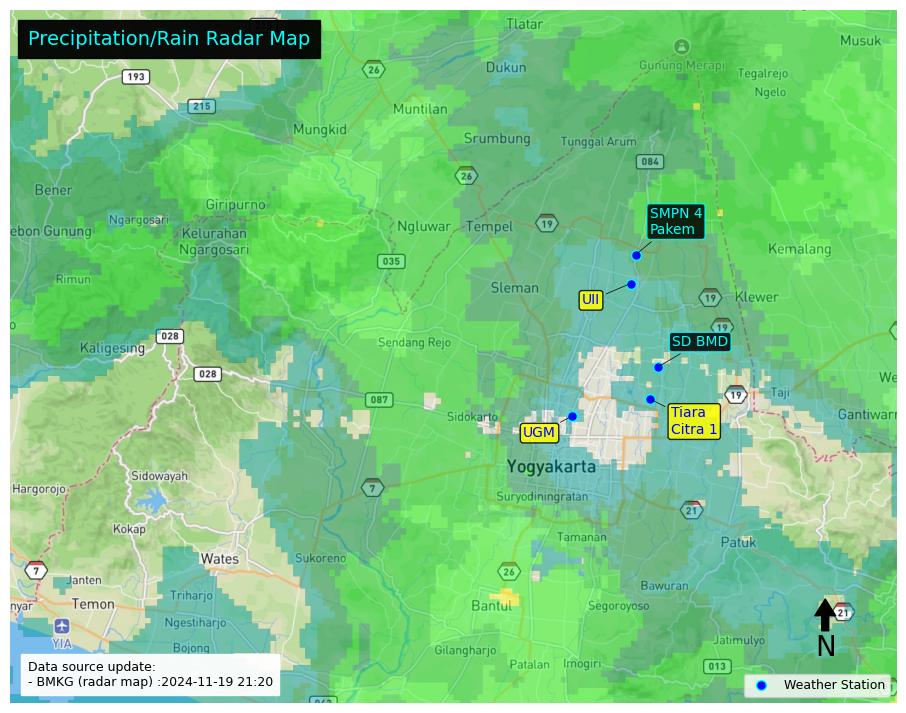 Precipitation/Rain Radar Map
Tlatar
Musuk
26
Dukun
Gunung Merapi
Tegalrejo
Ngelo
193
215
Muntilan
Mungkid
Srumbung
Tunggal Arum
084
26
Bener
Giripurno
Ngargosari
ebon Gunung
Kelurahan
Ngargosari
Ngluwar
Tempel
19
SMPN 4
Pakem
Kemalang
035
Rimun
Sleman
UII
19
Klewer
19
028
Kaligesing
Sendang Rejo
SD BMD
028
We
087
19
Taji
Sidokarto
Tiara
Citra 1
Gantiwarn
UGM
Yogyakarta
Sidowayah
Hargorojo
7
Suryodiningratan
21
Kokap
Tamanan
Patuk
Wates
Sukoreno
7
Janten
26
Bawuran
Triharjo
nyar
Temon
Bantul
Segoroyoso
21
Ngestiharjo
YIA
N
Bojong
Gilangharjo
Jatimulyo
Patalan
Imogiri
013
Data source update:
- BMKG (radar map) :2024-11-19 21:20
Weather Station